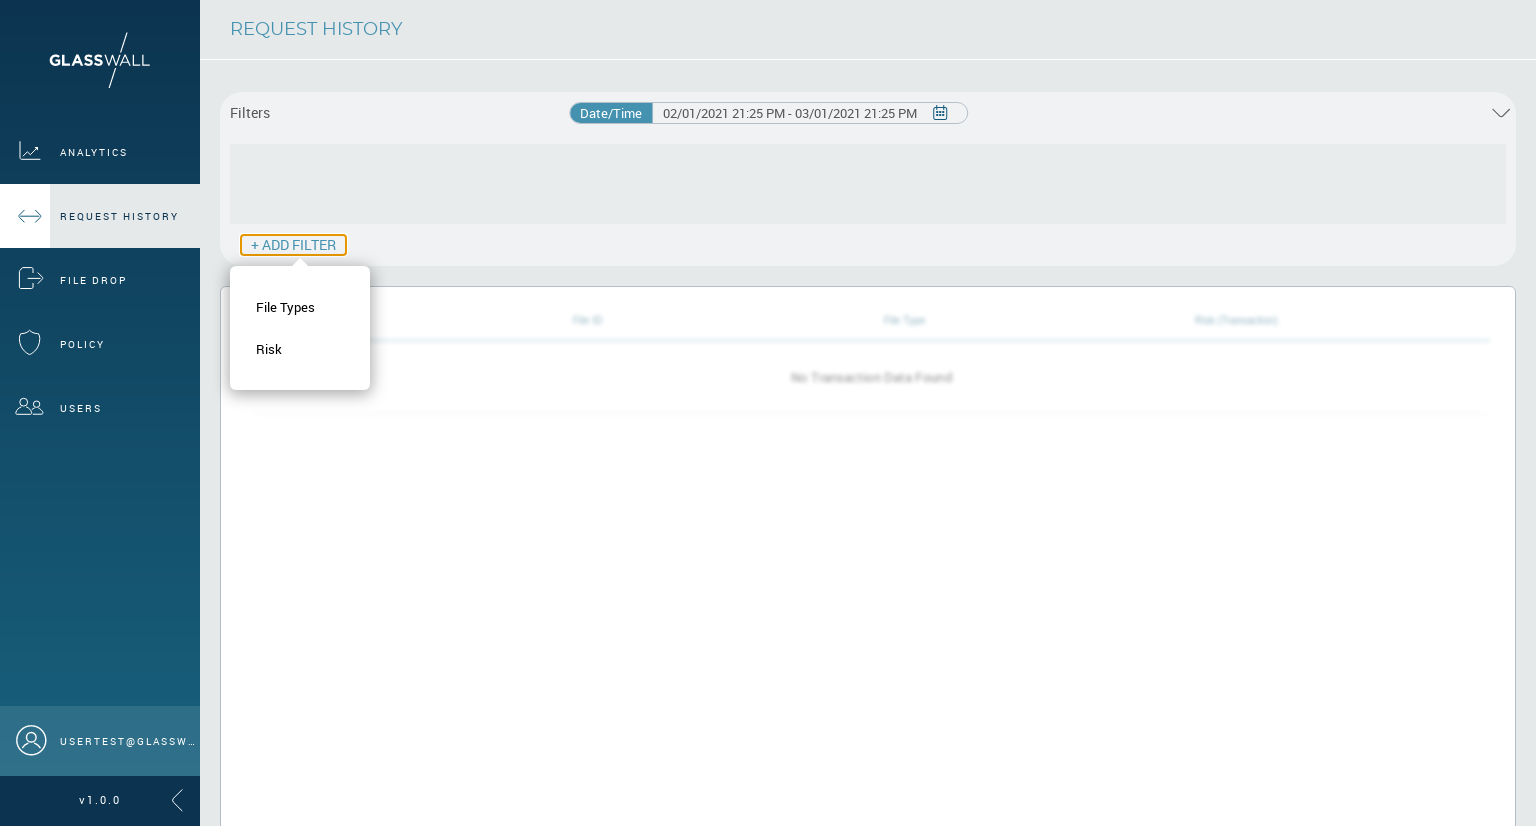 GLASSWALL
ANALYTICS
REQUEST HISTORY
FILE DROP
POLICY
USERS
USERTEST@GLASSW...
v1.0.0
REQUEST HISTORY
Filters
Date/Time 02/01/2021 21:25 PM - 03/01/2021 21:25 PM
+ ADD FILTER
File Types
Risk
File ID File Type Risk (Transaction)
No Transaction Data Found